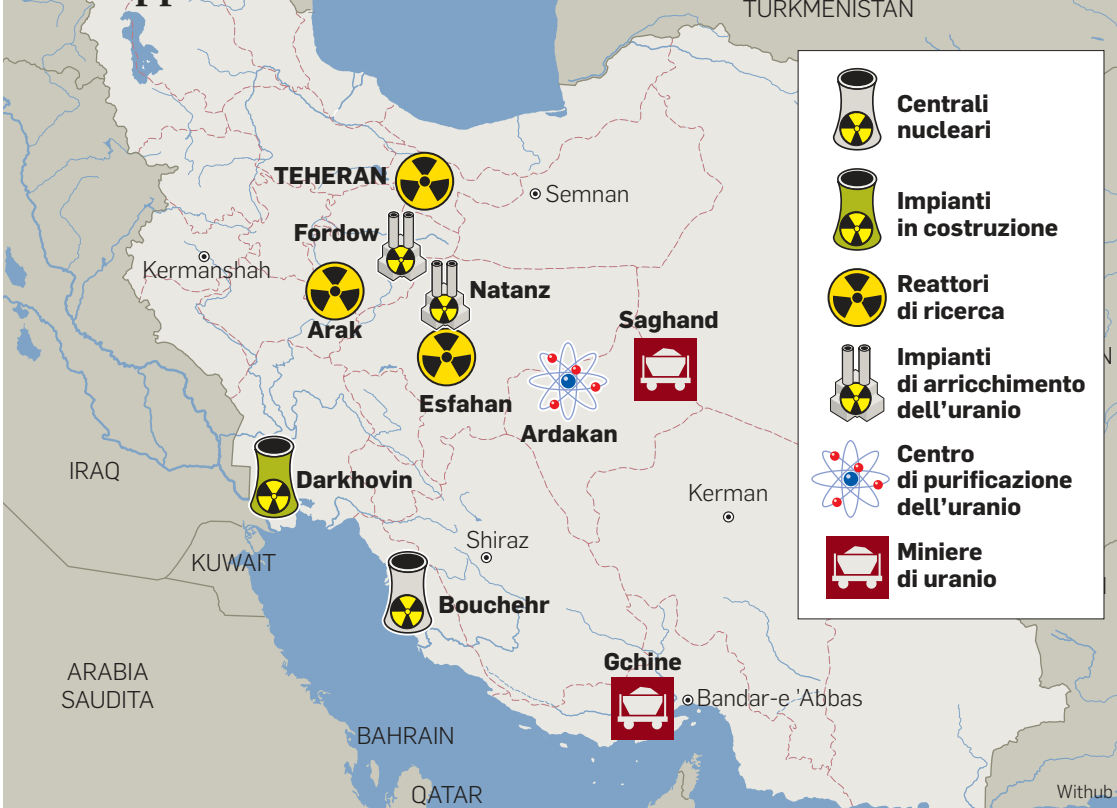 TURKMENISTAN
TEHERAN
Semnan
Fordow
Kermanshah
Natanz
Arak
Saghand
Esfahan
Ardakan
IRAQ
Darkhovin
Kerman
Shiraz
KUWAIT
Bouchehr
Gchine
ARABIA
SAUDITA
Bandar-e 'Abbas
BAHRAIN
QATAR
Centrali
nucleari
Impianti
in costruzione
Reattori
di ricerca
Impianti
di arricchimento
dell'uranio
Centro
di purificazione
dell'uranio
Miniere
di uranio
Withub